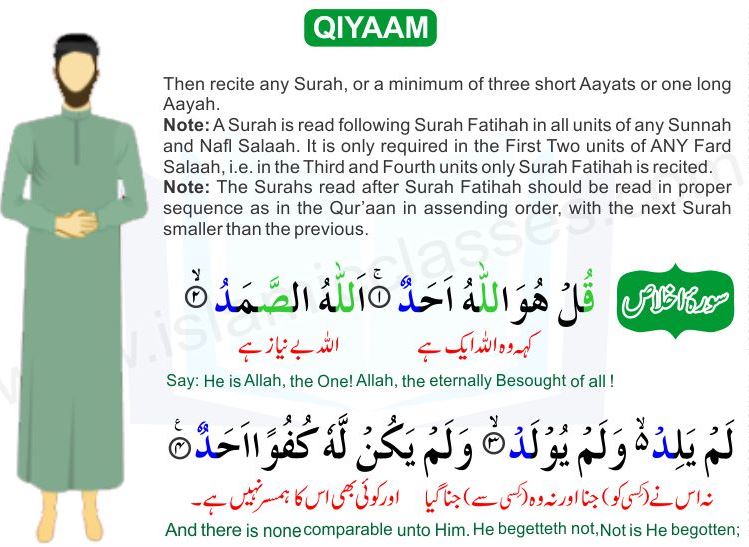 QIYAAM
Then recite any Surah, or a minimum of three short Aayats or one long
Aayah.
Note: A Surah is read following Surah Fatihah in all units of any Sunnah
and Nafl Salaah. It is only required in the First Two units of ANY Fard
Salaah, i.e. in the Third and Fourth units only Surah Fatihah is recited.
Note: The Surahs read after Surah Fatihah should be read in proper
sequence as in the Qur’aan in assending order, with the next Surah
smaller than the previous.
سورۂ اخلاص
قُلْ هُوَ اللّٰهُ اَحَدٌ ۚ﴿۱﴾ اَللّٰهُ الصَّمَدُ ۙ﴿۲﴾
کہہ وہ اللہ ایک ہے اللہ بے نیاز ہے
Say: He is Allah, the One! Allah, the eternally Besought of all !
لَمْ يَلِدْ ۙ۬ وَلَمْ يُوْلَدْ ۙ﴿۳﴾ وَلَمْ يَكُنْ لَّهٗ كُفُوًا اَحَدٌ ﴿۴﴾
نہ اس نے (کسی کو) جنا اور نہ وہ (کسی سے) جنا گیا اور کوئی بھی اس کا ہمسر نہیں ہے۔
And there is none comparable unto Him. He begetteth not, Not is He begotten;
www.islamicclasses.com